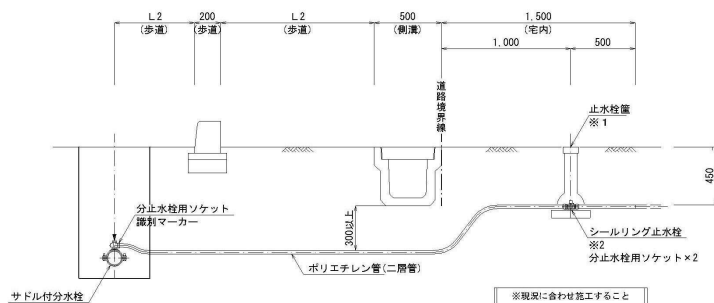 L2
(歩道)
200
(歩道)
L2
(歩道)
500
(側溝)
1,500
(宅内)
1,000
500
道路境界線
止水栓筐
※1
450
分止水栓用ソケット
識別マーカー
300以上
シールリング止水栓
※2
分止水栓用ソケット×2
ポリエチレン管(二層管)
サドル付分水栓
※現況に合わせ施工すること